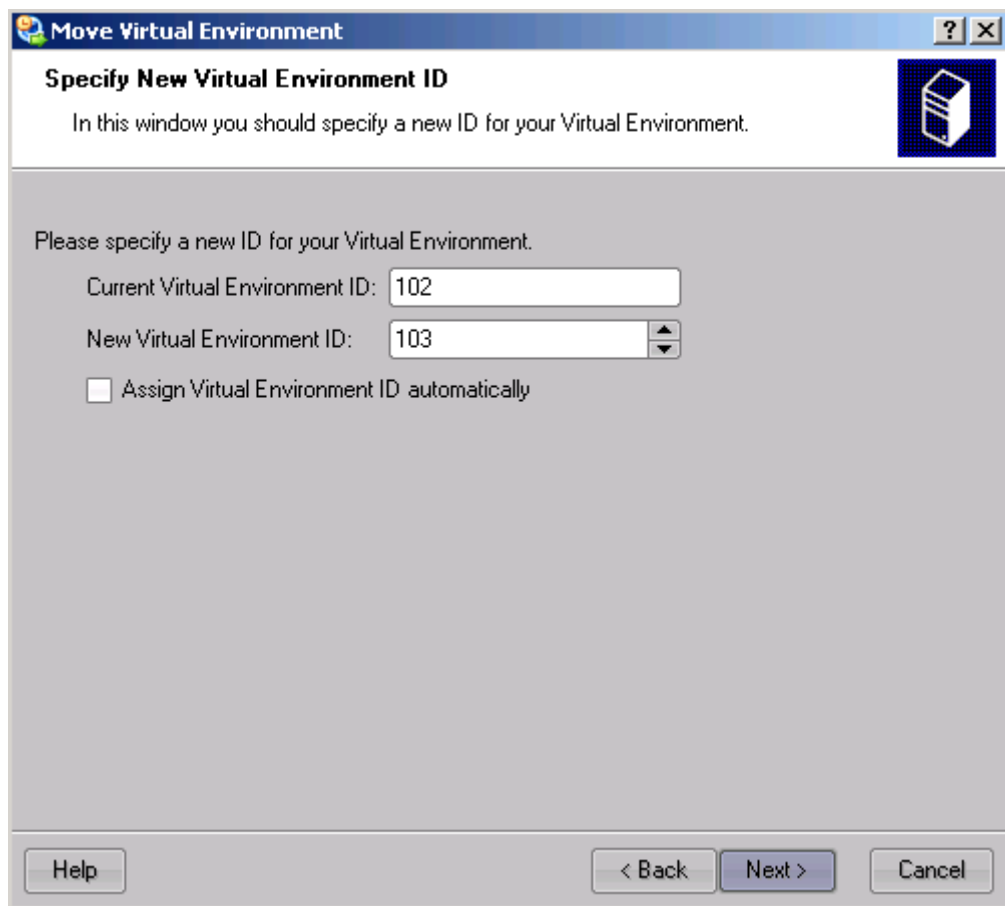 Move Virtual Environment
Specify New Virtual Environment ID
In this window you should specify a new ID for your Virtual Environment.
Please specify a new ID for your Virtual Environment.
Current Virtual Environment ID: 102
New Virtual Environment ID: 103
Assign Virtual Environment ID automatically
Help < Back Next > Cancel